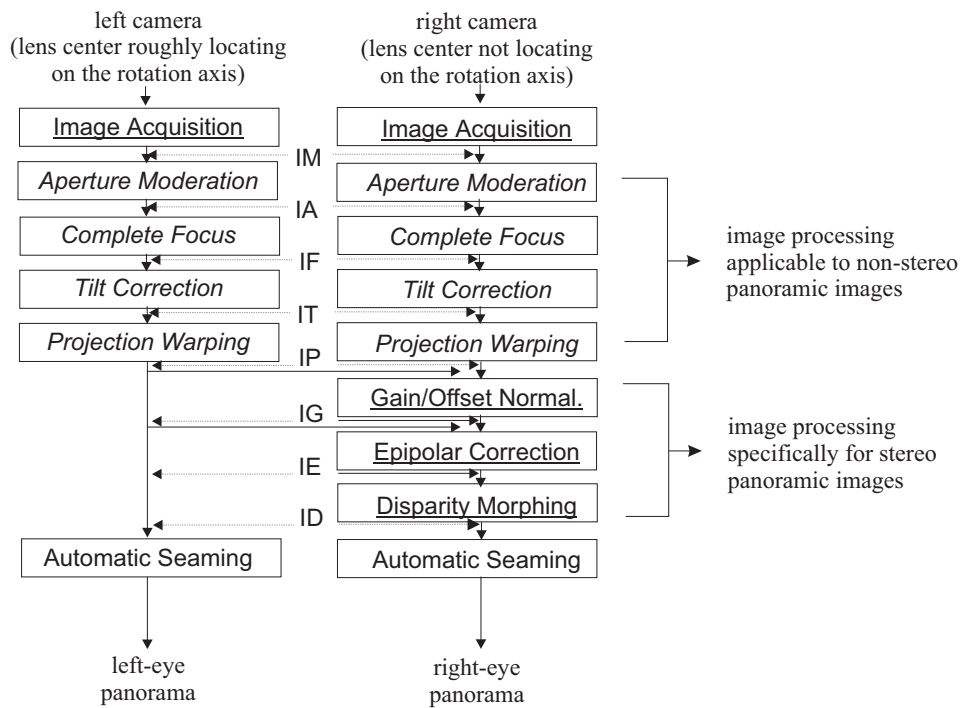 left camera
(lens center roughly locating
on the rotation axis)
right camera
(lens center not locating
on the rotation axis)
Image Acquisition
Image Acquisition
IM
Aperture Moderation
Aperture Moderation
IA
Complete Focus
Complete Focus
IF
Tilt Correction
Tilt Correction
IT
Projection Warping
Projection Warping
image processing
applicable to non-stereo
panoramic images
IP
Gain/Offset Normal.
IG
Epipolar Correction
IE
Disparity Morphing
ID
image processing
specifically for stereo
panoramic images
Automatic Seaming
Automatic Seaming
left-eye
panorama
right-eye
panorama